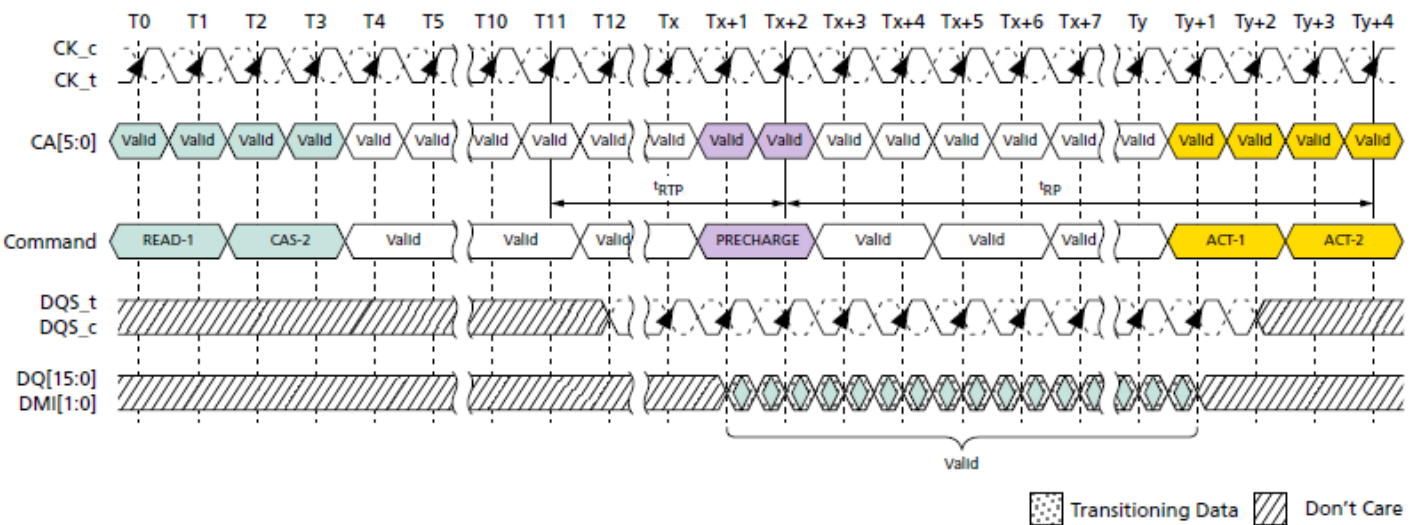 T0 T1 T2 T3 T4 T5 T10 T11 T12 Tx Tx+1 Tx+2 Tx+3 Tx+4 Tx+5 Tx+6 Tx+7 Ty Ty+1 Ty+2 Ty+3 Ty+4
CK_c
CK_t
CA[5:0] Valid Valid Valid Valid Valid Valid Valid Valid Valid Valid Valid Valid Valid Valid Valid Valid Valid Valid Valid Valid Valid Valid
tRTP tRP
Command READ-1 CAS-2 Valid Valid Valid PRECHARGE Valid Valid Valid ACT-1 ACT-2
DQS_t
DQS_c
DQ[15:0]
DMI[1:0]
Valid
Transitioning Data Don't Care